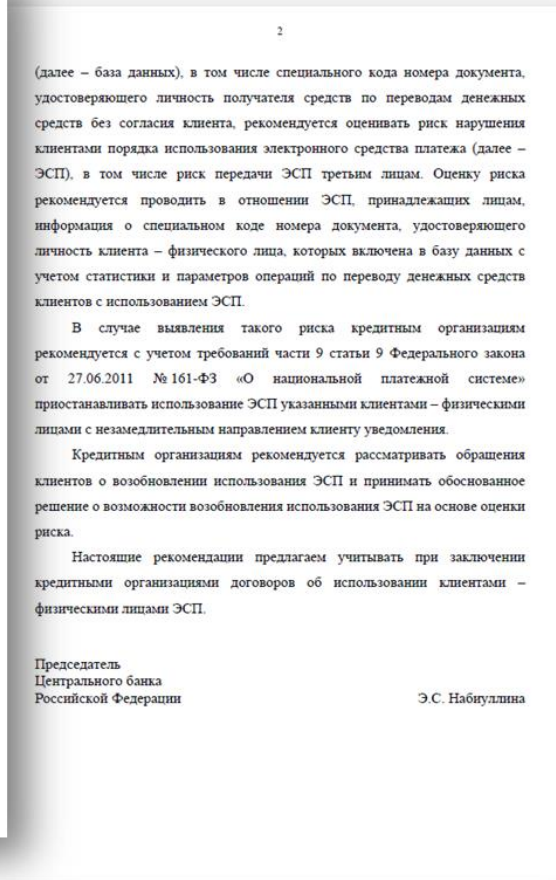 2
(далее – база данных), в том числе специального кода номера документа,
удостоверяющего личность получателя средств по переводам денежных
средств без согласия клиента, рекомендуется оценивать риск нарушения
клиентами порядка использования электронного средства платежа (далее –
ЭСП), в том числе риск передачи ЭСП третьим лицам. Оценку риска
рекомендуется проводить в отношении ЭСП, принадлежащих лицам,
информация о специальном коде номера документа, удостоверяющего
личность клиента – физического лица, которых включена в базу данных с
учетом статистики и параметров операций по переводу денежных средств
клиентов с использованием ЭСП.
В случае выявления такого риска кредитным организациям
рекомендуется с учетом требований части 9 статьи 9 Федерального закона
от 27.06.2011 № 161-ФЗ «О национальной платежной системе»
приостанавливать использование ЭСП указанными клиентами – физическими
лицами с незамедлительным направлением клиенту уведомления.
Кредитным организациям рекомендуется рассматривать обращения
клиентов о возобновлении использования ЭСП и принимать обоснованное
решение о возможности возобновления использования ЭСП на основе оценки
риска.
Настоящие рекомендации предлагаем учитывать при заключении
кредитными организациями договоров об использовании клиентами –
физическими лицами ЭСП.
Председатель
Центрального банка
Российской Федерации Э.С. Набиуллина